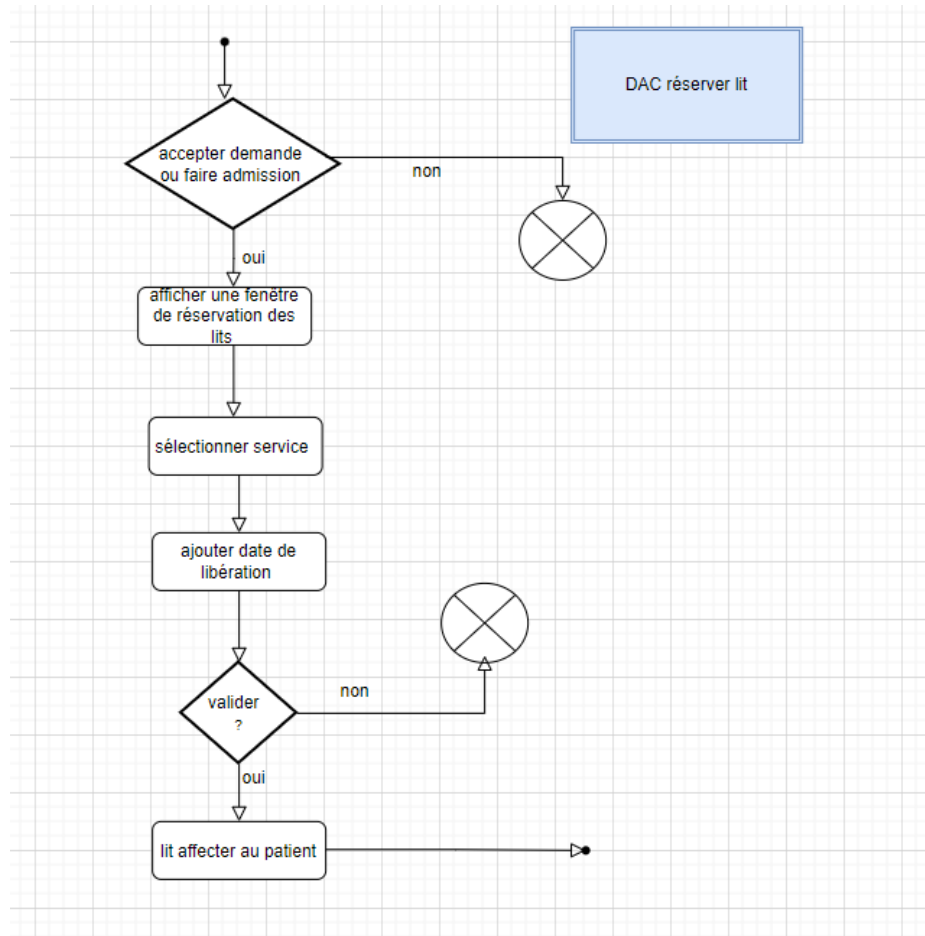 DAC réserver lit
accepter demande
ou faire admission
non
oui
afficher une fenêtre
de réservation des
lits
sélectionner service
ajouter date de
libération
valider
?
non
oui
lit affecter au patient